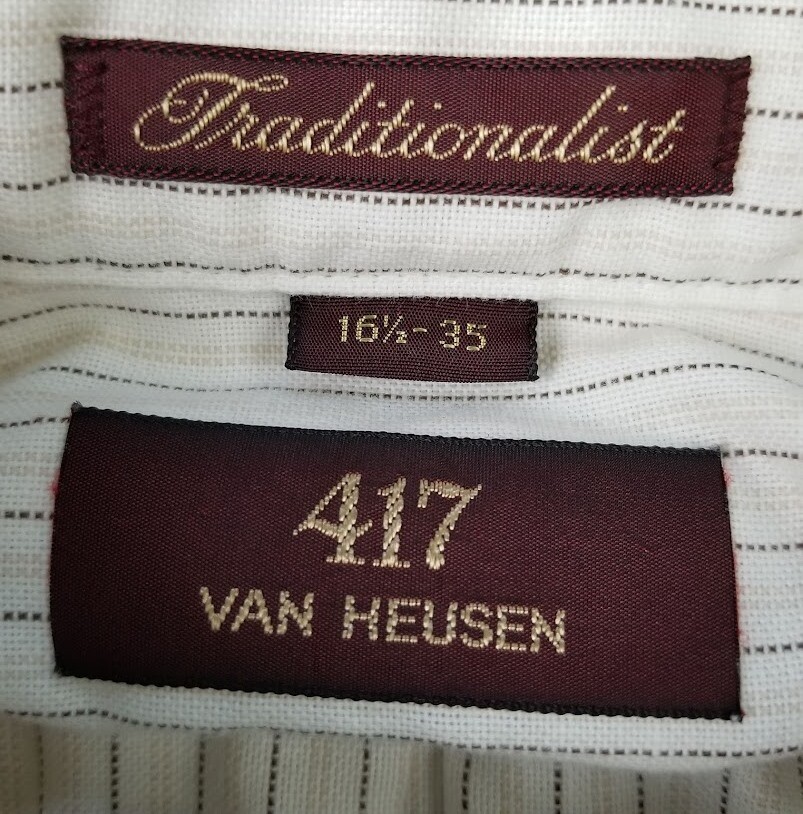 Traditionalist
16½-35
417
VAN HEUSEN